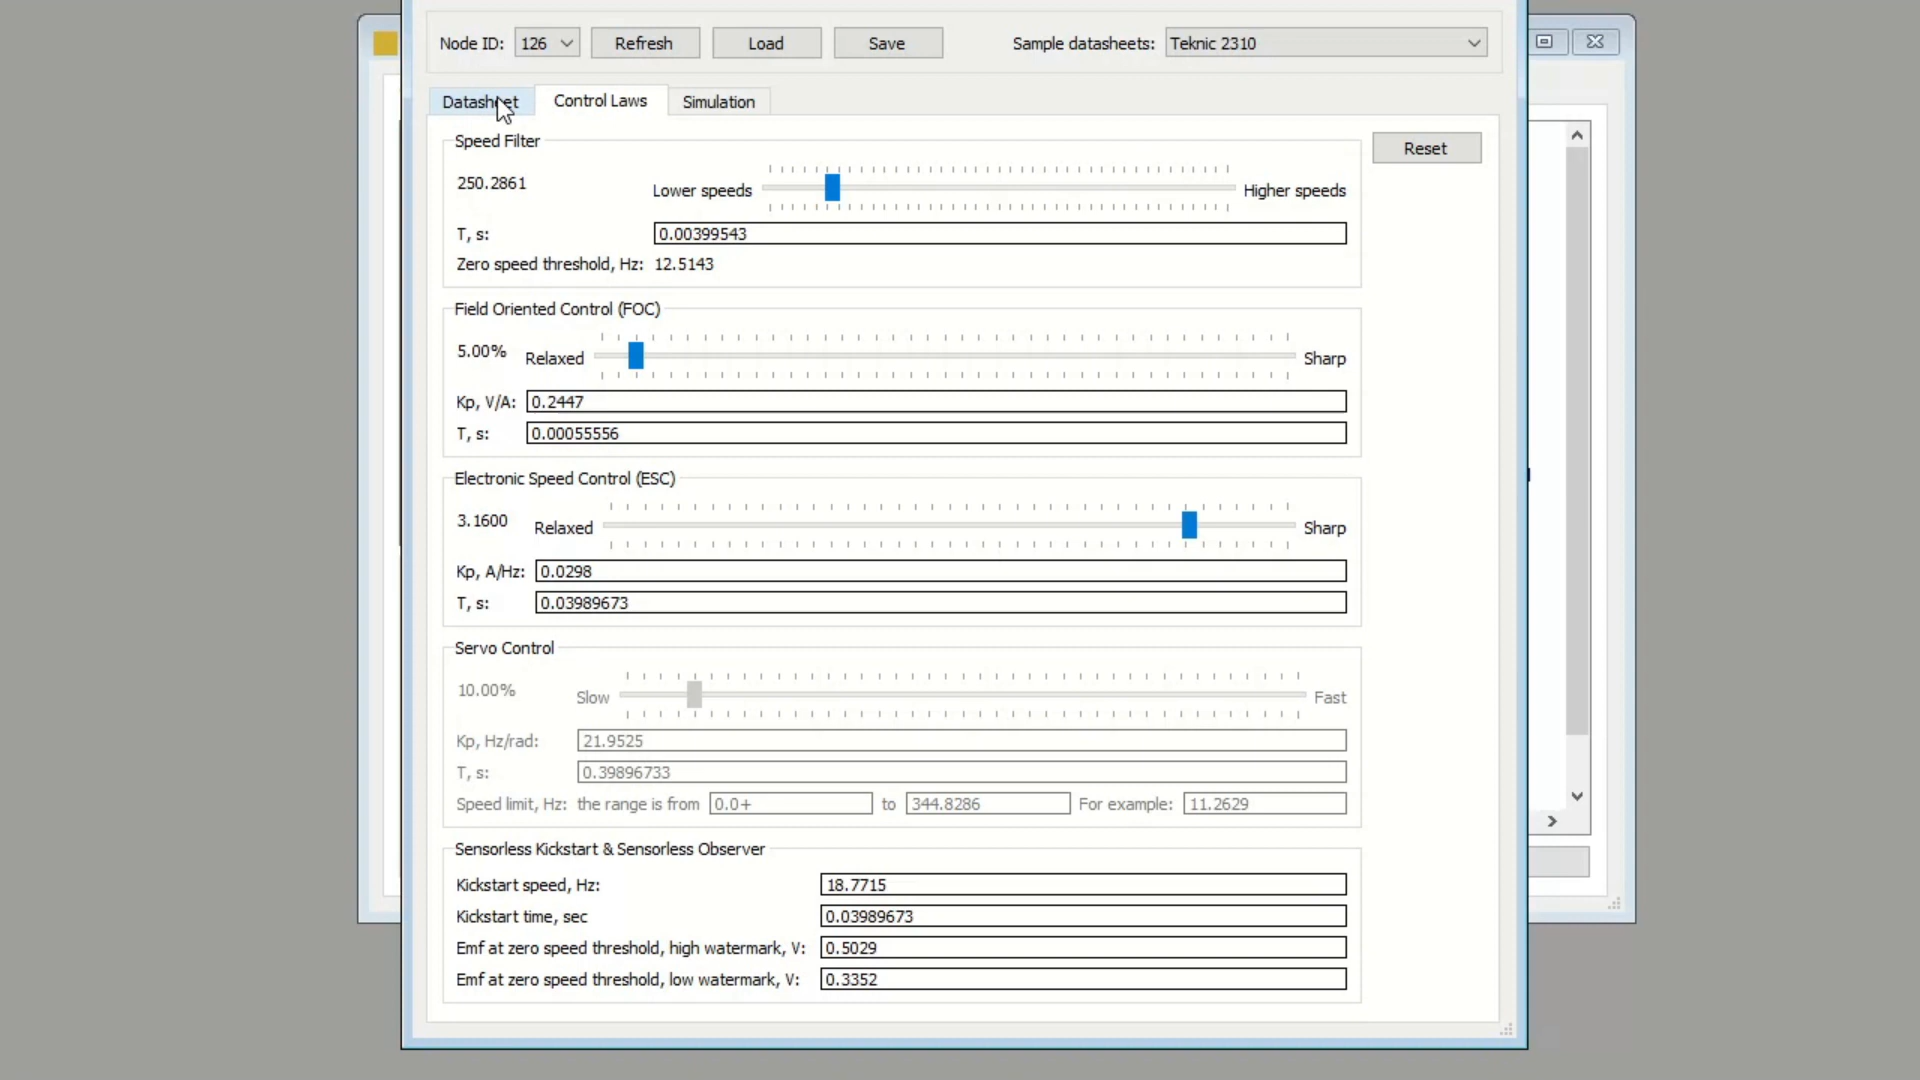 Node ID: 126 Refresh Load Save Sample datasheets: Teknic 2310
Datasheet Control Laws Simulation
Speed Filter
Reset
250.2861 Lower speeds Higher speeds
T, s: 0.00399543
Zero speed threshold, Hz: 12.5143
Field Oriented Control (FOC)
5.00% Relaxed Sharp
Kp, V/A: 0.2447
T, s: 0.00055556
Electronic Speed Control (ESC)
3.1600 Relaxed Sharp
Kp, A/Hz: 0.0298
T, s: 0.03989673
Servo Control
10.00% Slow Fast
Kp, Hz/rad: 21.9525
T, s: 0.39896733
Speed limit, Hz: the range is from 0.0+ to 344.8286 For example: 11.2629
Sensorless Kickstart & Sensorless Observer
Kickstart speed, Hz: 18.7715
Kickstart time, sec 0.03989673
Emf at zero speed threshold, high watermark, V: 0.5029
Emf at zero speed threshold, low watermark, V: 0.3352